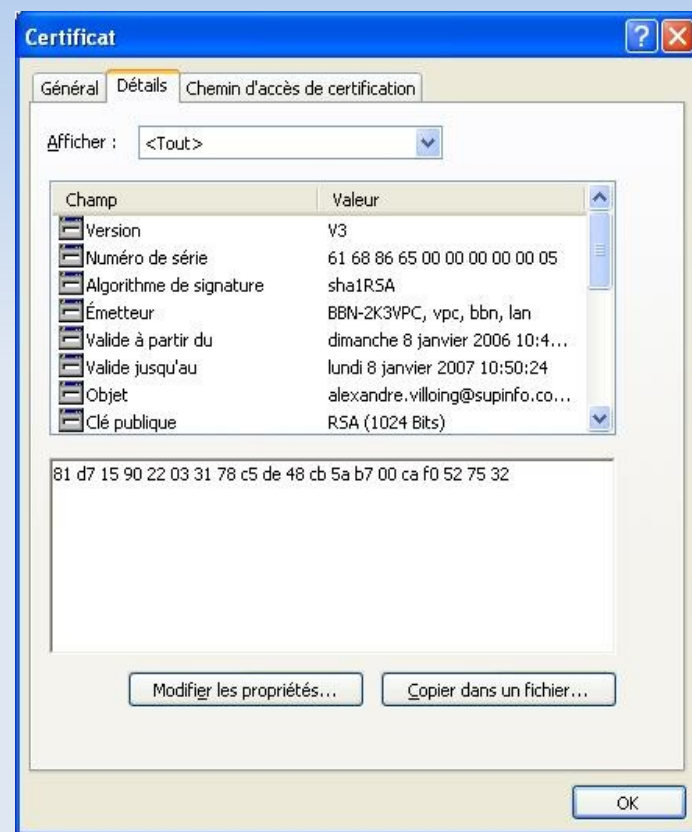 Certificat
Général Détails Chemin d'accès de certification
Afficher : <Tout>
Champ Valeur
Version V3
Numéro de série 61 68 86 65 00 00 00 00 00 05
Algorithme de signature sha1RSA
Émetteur BBN-2K3VPC, vpc, bbn, lan
Valide à partir du dimanche 8 janvier 2006 10:4...
Valide jusqu'au lundi 8 janvier 2007 10:50:24
Objet alexandre.villoing@supinfo.co...
Clé publique RSA (1024 Bits)
81 d7 15 90 22 03 31 78 c5 de 48 cb 5a b7 00 ca f0 52 75 32
Modifier les propriétés... Copier dans un fichier...
OK